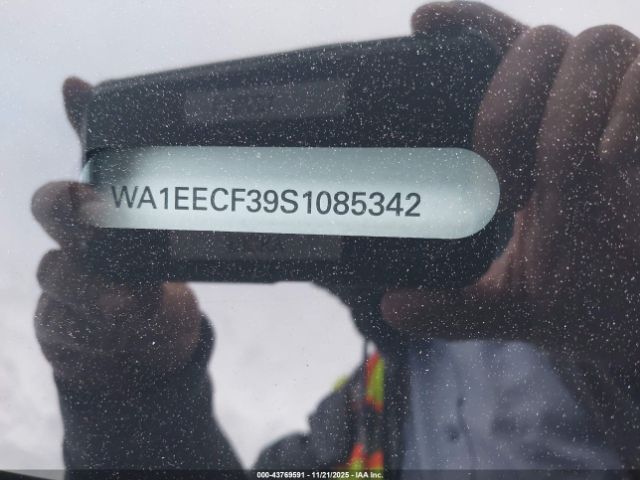 WA1EECF39S1085342
000-43769591 - 11/21/2025 - IAA Inc.